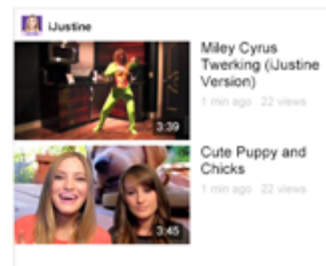 iJustine
Miley Cyrus
Twerking (iJustine
Version)
1 min ago 22 views
3:39
Cute Puppy and
Chicks
1 min ago 22 views
3:45